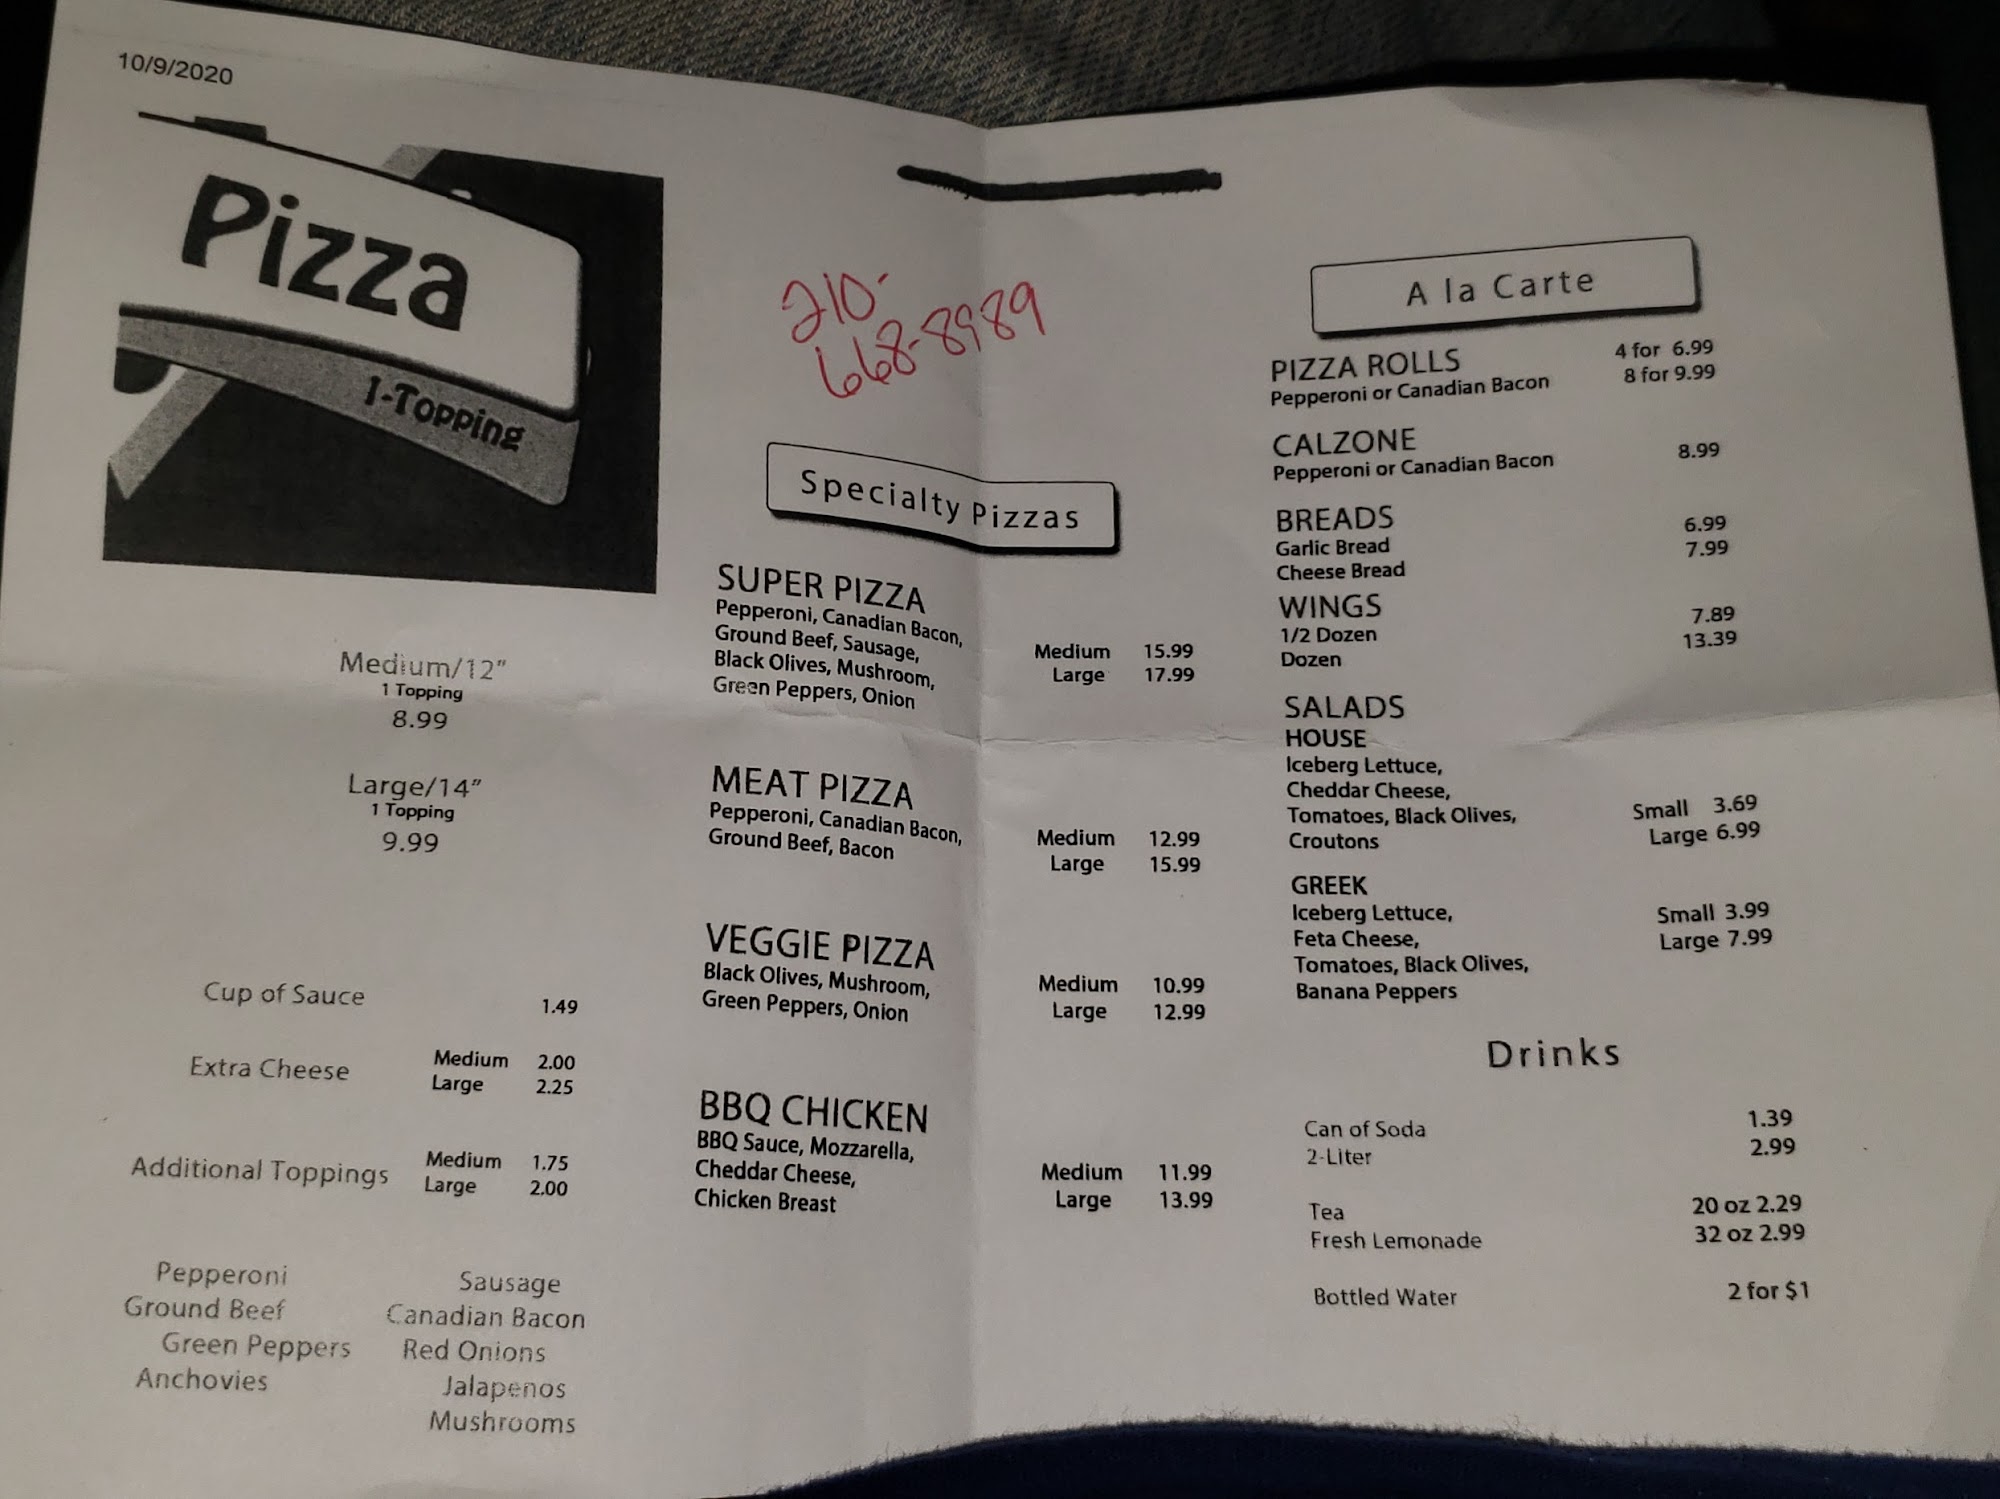 10/9/2020
Pizza
1-Topping
Medium/12"
1 Topping
8.99
Large/14"
1 Topping
9.99
Cup of Sauce 1.49
Extra Cheese Medium 2.00
Large 2.25
Additional Toppings Medium 1.75
Large 2.00
Pepperoni Sausage
Ground Beef Canadian Bacon
Green Peppers Red Onions
Anchovies Jalapenos
Mushrooms
210-
668-8989
Specialty Pizzas
SUPER PIZZA
Pepperoni, Canadian Bacon,
Ground Beef, Sausage, Medium 15.99
Black Olives, Mushroom, Large 17.99
Green Peppers, Onion
MEAT PIZZA
Pepperoni, Canadian Bacon, Medium 12.99
Ground Beef, Bacon Large 15.99
VEGGIE PIZZA
Black Olives, Mushroom, Medium 10.99
Green Peppers, Onion Large 12.99
BBQ CHICKEN
BBQ Sauce, Mozzarella,
Cheddar Cheese, Medium 11.99
Chicken Breast Large 13.99
A la Carte
PIZZA ROLLS 4 for 6.99
Pepperoni or Canadian Bacon 8 for 9.99
CALZONE 8.99
Pepperoni or Canadian Bacon
BREADS 6.99
Garlic Bread 7.99
Cheese Bread
WINGS 7.89
1/2 Dozen 13.39
Dozen
SALADS
HOUSE
Iceberg Lettuce,
Cheddar Cheese,
Tomatoes, Black Olives, Small 3.69
Croutons Large 6.99
GREEK
Iceberg Lettuce, Small 3.99
Feta Cheese, Large 7.99
Tomatoes, Black Olives,
Banana Peppers
Drinks
Can of Soda 1.39
2-Liter 2.99
Tea 20 oz 2.29
Fresh Lemonade 32 oz 2.99
Bottled Water 2 for $1